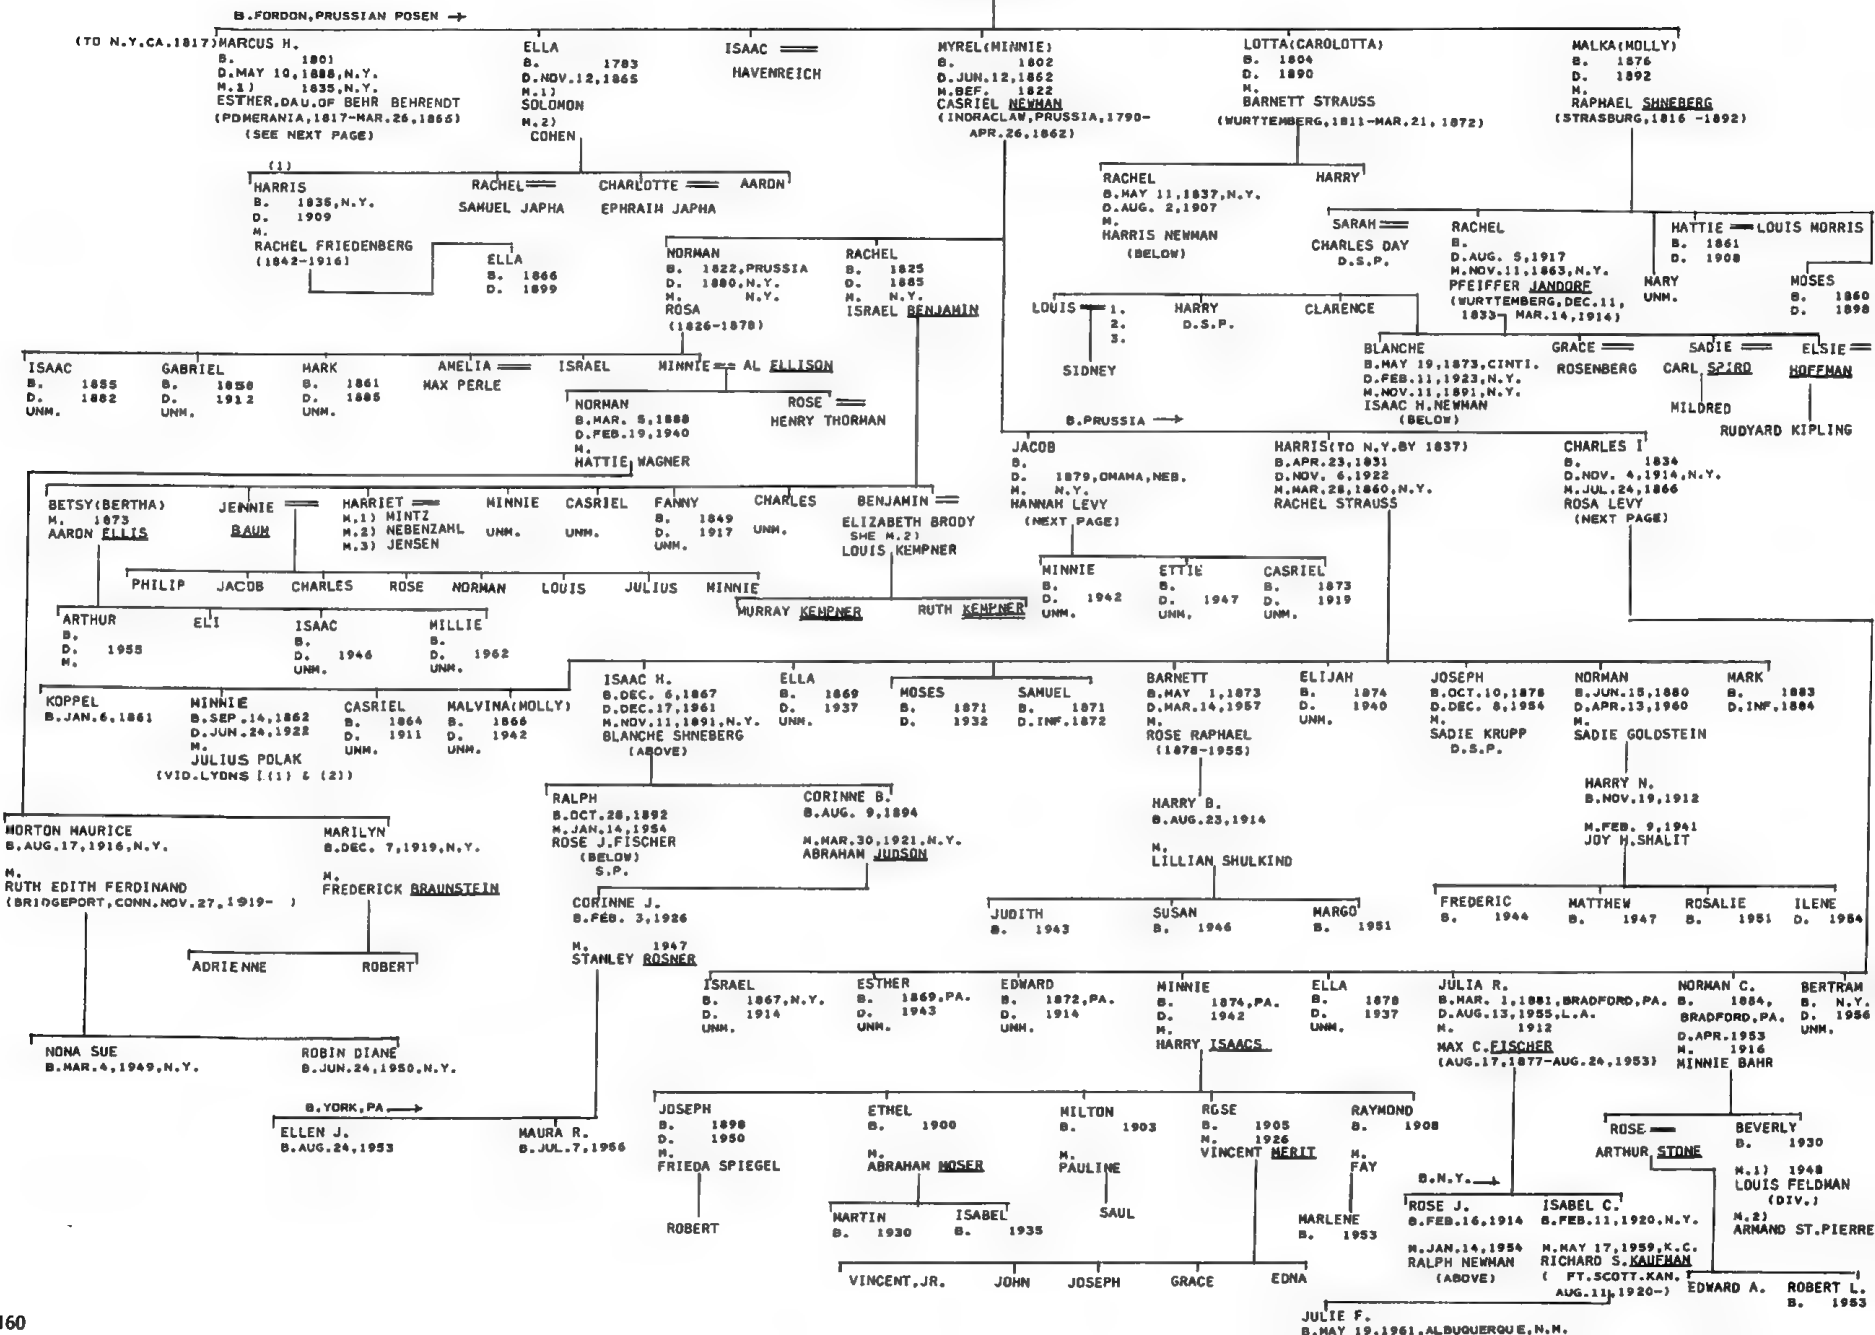 B.FORDON,PRUSSIAN POSEN →
(TO N.Y.CA.1817)
MARCUS H.
B. 1801
D.MAY 10,1888,N.Y.
M.1) 1835,N.Y.
ESTHER,DAU.OF BEHR BEHRENDT
(POMERANIA,1817-MAR.26,1866)
(SEE NEXT PAGE)
ELLA
B. 1783
D.NOV.12,1865
M.1)
SOLOMON
M.2)
COHEN
ISAAC
HAVENREICH
MYREL(MINNIE)
B. 1802
D.JUN.12,1862
M.BEF. 1822
CASRIEL NEWMAN
(INDRACLAW,PRUSSIA,1790-
APR.26,1862)
LOTTA(CAROLOTTA)
B. 1804
D. 1890
M.
BARNETT STRAUSS
(WURTTEMBERG,1811-MAR.21,1872)
MALKA(MOLLY)
B. 1876
D. 1892
M.
RAPHAEL SHNEBERG
(STRASBURG,1816 -1892)
(1)
HARRIS
B. 1835,N.Y.
D. 1909
M.
RACHEL FRIEDENBERG
(1842-1916)
RACHEL
SAMUEL JAPHA
CHARLOTTE
EPHRAIM JAPHA
AARON
ELLA
B. 1866
D. 1899
RACHEL
B.MAY 11,1837,N.Y.
D.AUG. 2,1907
M.
HARRIS NEWMAN
(BELOW)
HARRY
SARAH
CHARLES DAY
D.S.P.
RACHEL
B.
D.AUG. 5,1917
M.NOV.11,1863,N.Y.
PFEIFFER JANDORF
(WURTTEMBERG,DEC.11,
1833- MAR.14,1914)
MARY
UNM.
HATTIE
B. 1861
D. 1908
LOUIS MORRIS
MOSES
B. 1860
D. 1898
NORMAN
B. 1822,PRUSSIA
D. 1880,N.Y.
M. N.Y.
ROSA
(1826-1878)
RACHEL
B. 1825
D. 1885
M. N.Y.
ISRAEL BENJAMIN
LOUIS
1.
2.
3.
SIDNEY
HARRY
D.S.P.
CLARENCE
BLANCHE
B.MAY 19,1873,CINTI.
D.FEB.11,1923,N.Y.
M.NOV.11,1891,N.Y.
ISAAC H.NEWMAN
(BELOW)
GRACE
ROSENBERG
SADIE
CARL SPIRO
MILDRED
ELSIE
HOFFMAN
RUDYARD KIPLING
ISAAC
B. 1855
D. 1882
UNM.
GABRIEL
B. 1858
D. 1912
UNM.
MARK
B. 1861
D. 1885
UNM.
AMELIA
MAX PERLE
ISRAEL
MINNIE
AL ELLISON
NORMAN
B.MAR. 5,1888
D.FEB.19,1940
M.
HATTIE WAGNER
ROSE
HENRY THORMAN
B.PRUSSIA →
JACOB
B.
D. 1879,OMAHA,NEB.
M. N.Y.
HANNAH LEVY
(NEXT PAGE)
HARRIS(TO N.Y.BY 1837)
B.APR.23,1831
D.NOV. 6,1922
M.MAR.28,1860,N.Y.
RACHEL STRAUSS
CHARLES I
B. 1834
D.NOV. 4,1914,N.Y.
M.JUL.24,1866
ROSA LEVY
(NEXT PAGE)
BETSY(BERTHA)
M. 1873
AARON ELLIS
JENNIE
BAUM
HARRIET
M.1) MINTZ
M.2) NEBENZAHL
M.3) JENSEN
MINNIE
UNM.
CASRIEL
UNM.
FANNY
B. 1849
D. 1917
UNM.
CHARLES
UNM.
BENJAMIN
ELIZABETH BRODY
SHE M.2)
LOUIS KEMPNER
PHILIP
JACOB
CHARLES
ROSE
NORMAN
LOUIS
JULIUS
MINNIE
MURRAY KEMPNER
RUTH KEMPNER
MINNIE
B.
D. 1942
UNM.
ETTIE
B.
D. 1947
UNM.
CASRIEL
B. 1873
D. 1919
UNM.
ARTHUR
B.
D. 1955
M.
ELI
ISAAC
B.
D. 1946
UNM.
MILLIE
B.
D. 1962
UNM.
KOPPEL
B.JAN.6,1861
MINNIE
B.SEP.14,1862
D.JUN.24,1922
M.
JULIUS POLAK
(VID.LYONS I(1) & (2))
CASRIEL
B. 1864
D. 1911
UNM.
MALVINA(MOLLY)
B. 1866
D. 1942
UNM.
ISAAC H.
B.DEC. 6,1867
D.DEC.17,1961
M.NOV.11,1891,N.Y.
BLANCHE SHNEBERG
(ABOVE)
ELLA
B. 1869
D. 1937
UNM.
MOSES
B. 1871
D. 1932
SAMUEL
B. 1871
D.INF.1872
BARNETT
B.MAY 1,1873
D.MAR.14,1957
M.
ROSE RAPHAEL
(1878-1955)
ELIJAH
B. 1874
D. 1940
UNM.
JOSEPH
B.OCT.10,1878
D.DEC. 8,1954
M.
SADIE KRUPP
D.S.P.
NORMAN
B.JUN.15,1880
D.APR.13,1960
M.
SADIE GOLDSTEIN
MARK
B. 1883
D.INF.1884
MORTON MAURICE
B.AUG.17,1916,N.Y.
M.
RUTH EDITH FERDINAND
(BRIDGEPORT,CONN.NOV.27,1919- )
MARILYN
B.DEC. 7,1919,N.Y.
M.
FREDERICK BRAUNSTEIN
RALPH
B.OCT.28,1892
M.JAN.14,1954
ROSE J.FISCHER
(BELOW)
S.P.
CORINNE B.
B.AUG. 9,1894
M.MAR.30,1921,N.Y.
ABRAHAM JUDSON
HARRY B.
B.AUG.23,1914
M.
LILLIAN SHULKIND
HARRY N.
B.NOV.19,1912
M.FEB. 9,1941
JOY H.SHALIT
CORINNE J.
B.FEB. 3,1926
M. 1947
STANLEY ROSNER
JUDITH
B. 1943
SUSAN
B. 1946
MARGO
B. 1951
FREDERIC
B. 1944
MATTHEW
B. 1947
ROSALIE
B. 1951
ILENE
D. 1954
ADRIENNE
ROBERT
ISRAEL
B. 1867,N.Y.
D. 1914
UNM.
ESTHER
B. 1869,PA.
D. 1943
UNM.
EDWARD
B. 1872,PA.
D. 1914
UNM.
MINNIE
B. 1874,PA.
D. 1942
M.
HARRY ISAACS
ELLA
B. 1878
D. 1937
UNM.
JULIA R.
B.MAR. 1,1881,BRADFORD,PA.
D.AUG.13,1955,L.A.
M. 1912
MAX C.FISCHER
(AUG.17,1877-AUG.24,1953)
NORMAN C.
B. 1884,
BRADFORD,PA.
D.APR.1953
M. 1916
MINNIE BAHR
BERTRAM
B. N.Y.
D. 1956
UNM.
NONA SUE
B.MAR.4,1949,N.Y.
ROBIN DIANE
B.JUN.24,1950,N.Y.
B.YORK,PA →
ELLEN J.
B.AUG.24,1953
MAURA R.
B.JUL.7,1956
JOSEPH
B. 1898
D. 1950
M.
FRIEDA SPIEGEL
ROBERT
ETHEL
B. 1900
M.
ABRAHAM MOSER
MILTON
B. 1903
M.
PAULINE
SAUL
ROSE
B. 1905
M. 1926
VINCENT MERIT
RAYMOND
B. 1908
M.
FAY
MARLENE
B. 1953
ROSE
ARTHUR STONE
BEVERLY
B. 1930
M.1) 1948
LOUIS FELDMAN
(DIV.)
M.2)
ARMAND ST.PIERRE
MARTIN
B. 1930
ISABEL
B. 1935
B.N.Y. →
ROSE J.
B.FEB.16,1914
M.JAN.14,1954
RALPH NEWMAN
(ABOVE)
ISABEL C.
B.FEB.11,1920,N.Y.
M.MAY 17,1959,K.C.
RICHARD S.KAUFMAN
( FT.SCOTT.KAN.
AUG.11,1920-)
VINCENT,JR.
JOHN
JOSEPH
GRACE
EDNA
EDWARD A.
ROBERT L.
B. 1953
JULIE F.
B.MAY 19,1961,ALBUQUERQUE,N.M.
160